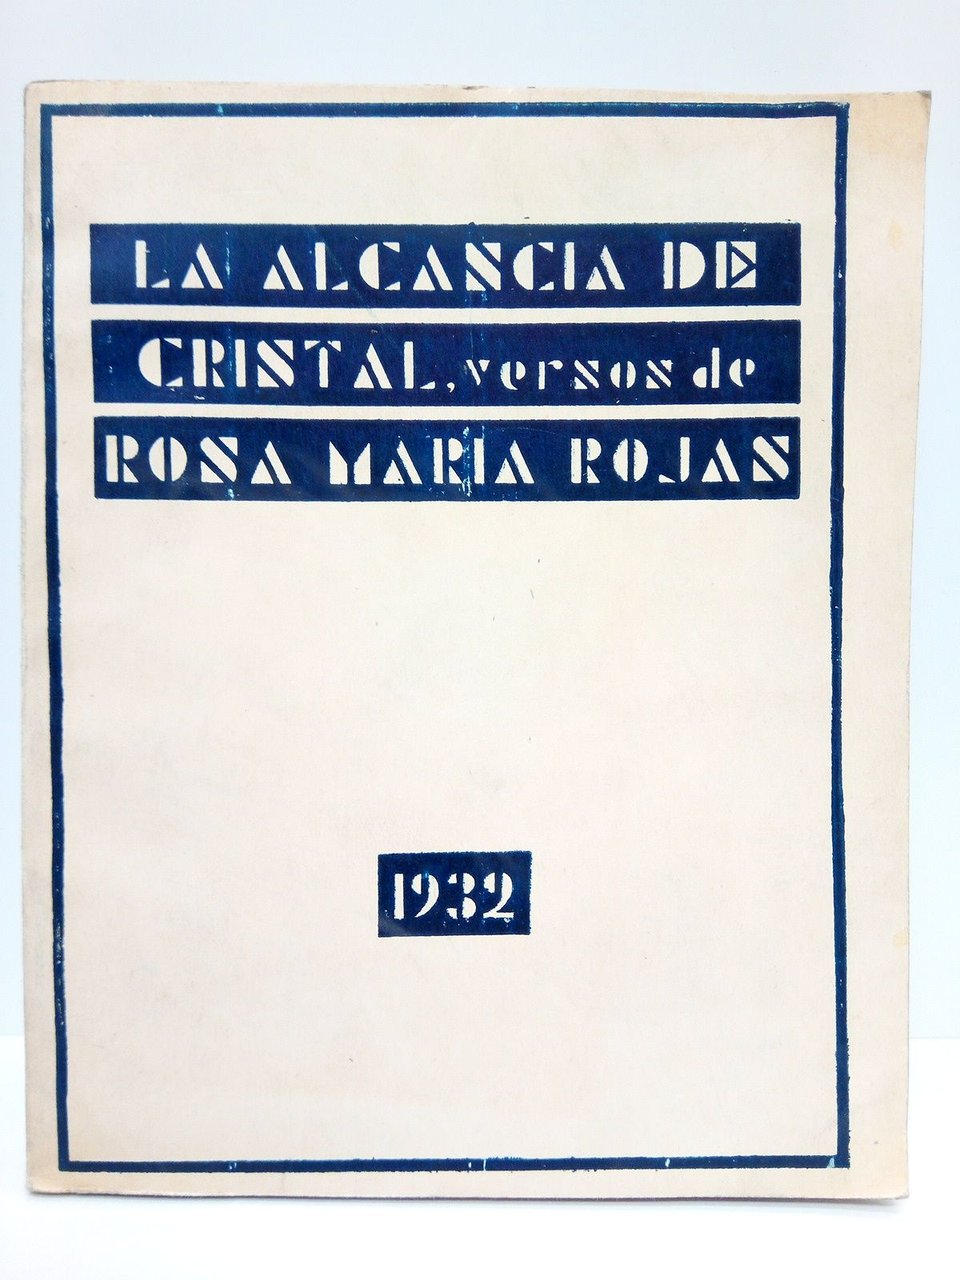 LA ALCANCIA DE
CRISTAL, versos de
ROSA MARIA ROJAS
1932